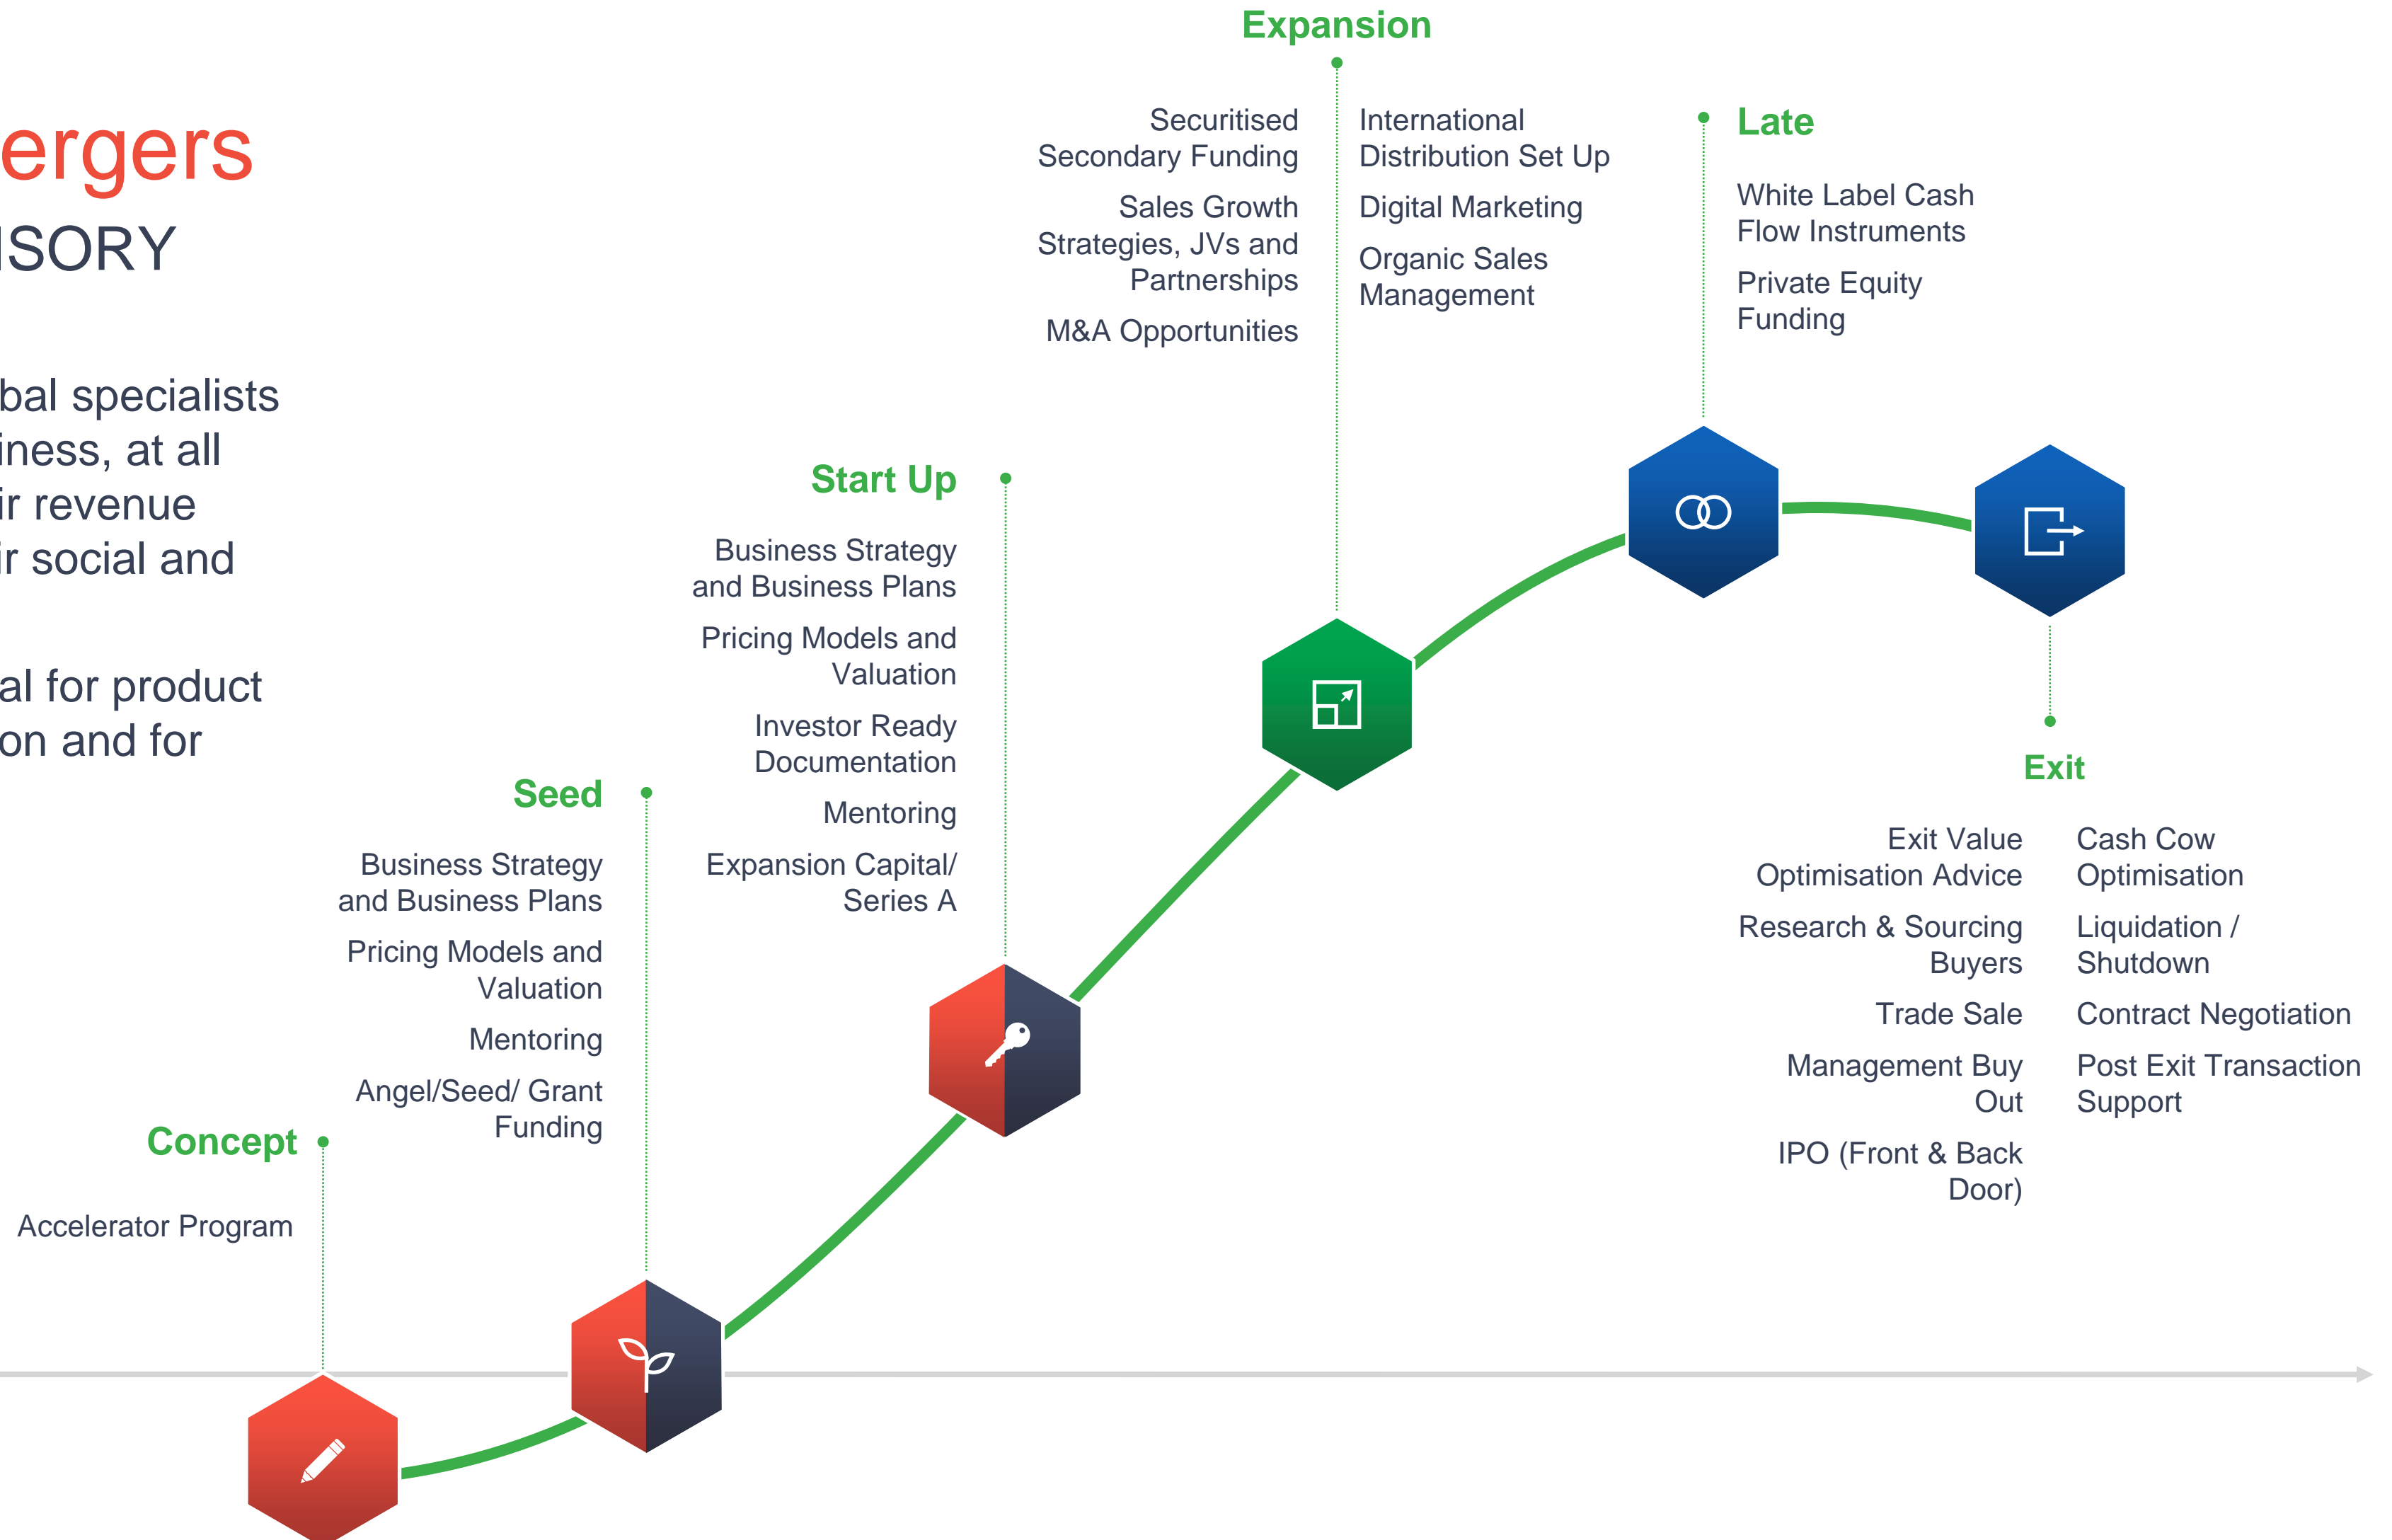 ergers
ISORY
bal specialists
iness, at all
ir revenue
ir social and
al for product
on and for
Concept
Accelerator Program
Seed
Business Strategy
and Business Plans
Pricing Models and
Valuation
Mentoring
Angel/Seed/ Grant
Funding
Start Up
Business Strategy
and Business Plans
Pricing Models and
Valuation
Investor Ready
Documentation
Mentoring
Expansion Capital/
Series A
Expansion
Securitised
Secondary Funding
Sales Growth
Strategies, JVs and
Partnerships
M&A Opportunities
International
Distribution Set Up
Digital Marketing
Organic Sales
Management
Late
White Label Cash
Flow Instruments
Private Equity
Funding
Exit
Exit Value
Optimisation Advice
Research & Sourcing
Buyers
Trade Sale
Management Buy
Out
IPO (Front & Back
Door)
Cash Cow
Optimisation
Liquidation /
Shutdown
Contract Negotiation
Post Exit Transaction
Support